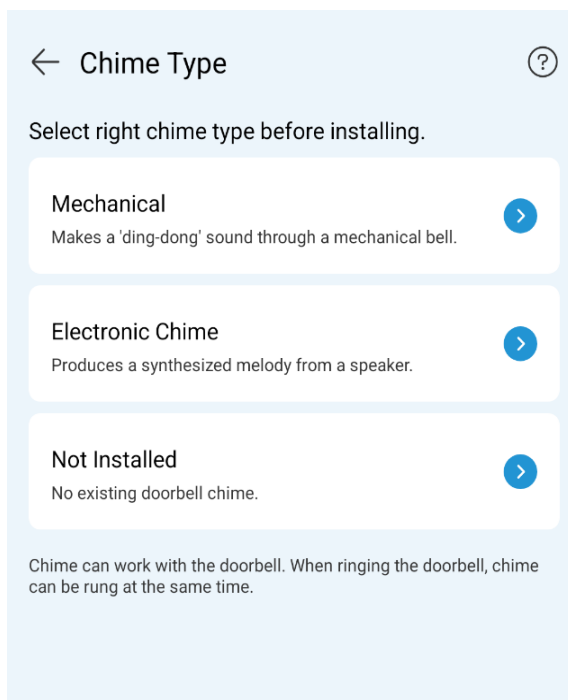 Chime Type
Select right chime type before installing.
Mechanical
Makes a 'ding-dong' sound through a mechanical bell.
Electronic Chime
Produces a synthesized melody from a speaker.
Not Installed
No existing doorbell chime.
Chime can work with the doorbell. When ringing the doorbell, chime
can be rung at the same time.